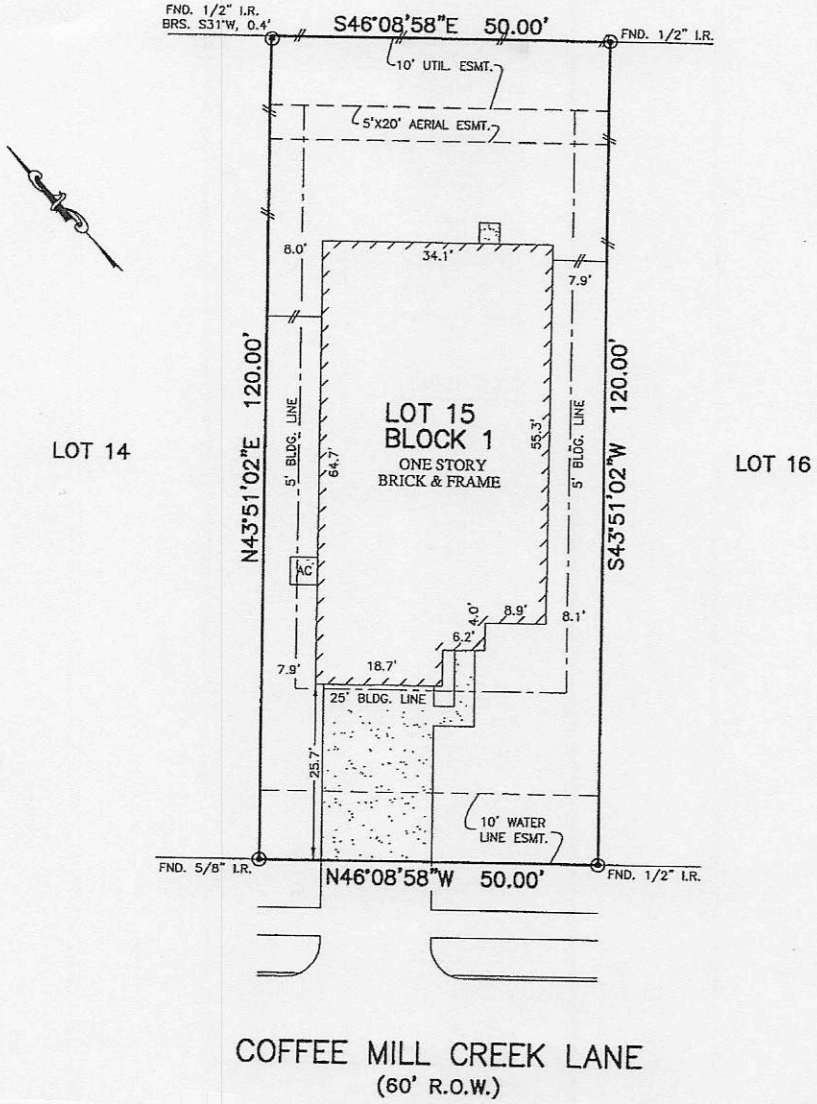 FND. 1/2" I.R.
BRS. S31°W, 0.4'
S46°08'58"E 50.00'
FND. 1/2" I.R.
10' UTIL. ESMT.
5'X20' AERIAL ESMT.
8.0'
34.1'
7.9'
N43°51'02"E 120.00'
S43°51'02"W 120.00'
LOT 14
5' BLDG. LINE
64.7'
LOT 15
BLOCK 1
ONE STORY
BRICK & FRAME
55.3'
5' BLDG. LINE
LOT 16
AC
4.0'
8.9'
8.1'
6.2'
7.9'
18.7'
25' BLDG. LINE
25.7'
10' WATER
LINE ESMT.
FND. 5/8" I.R.
N46°08'58"W 50.00'
FND. 1/2" I.R.
COFFEE MILL CREEK LANE
(60' R.O.W.)